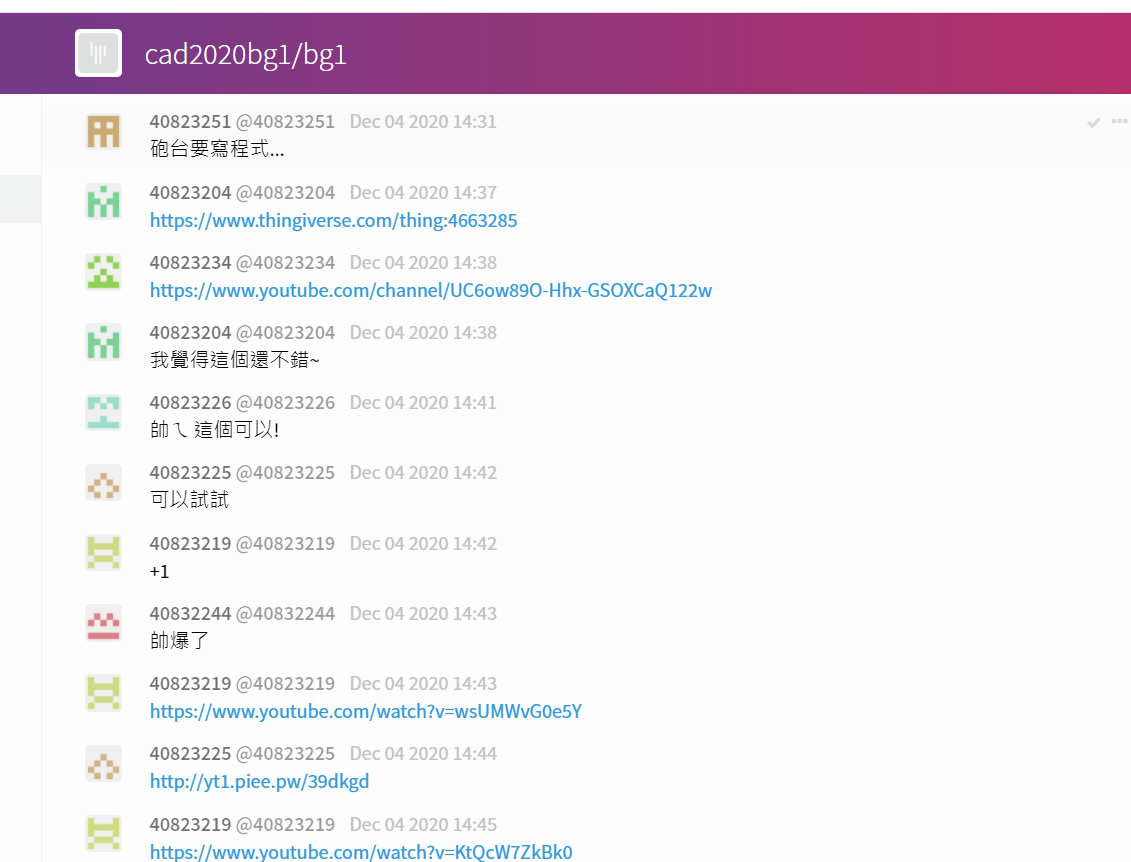 cad2020bg1/bg1
40823251 @40823251 Dec 04 2020 14:31
砲台要寫程式...
40823204 @40823204 Dec 04 2020 14:37
https://www.thingiverse.com/thing:4663285
40823234 @40823234 Dec 04 2020 14:38
https://www.youtube.com/channel/UC6ow89O-Hhx-GSOXCaQ122w
40823204 @40823204 Dec 04 2020 14:38
我覺得這個還不錯~
40823226 @40823226 Dec 04 2020 14:41
帥ㄟ 這個可以!
40823225 @40823225 Dec 04 2020 14:42
可以試試
40823219 @40823219 Dec 04 2020 14:42
+1
40832244 @40832244 Dec 04 2020 14:43
帥爆了
40823219 @40823219 Dec 04 2020 14:43
https://www.youtube.com/watch?v=wsUMWvG0e5Y
40823225 @40823225 Dec 04 2020 14:44
http://yt1.piee.pw/39dkgd
40823219 @40823219 Dec 04 2020 14:45
https://www.youtube.com/watch?v=KtQcW7ZkBk0